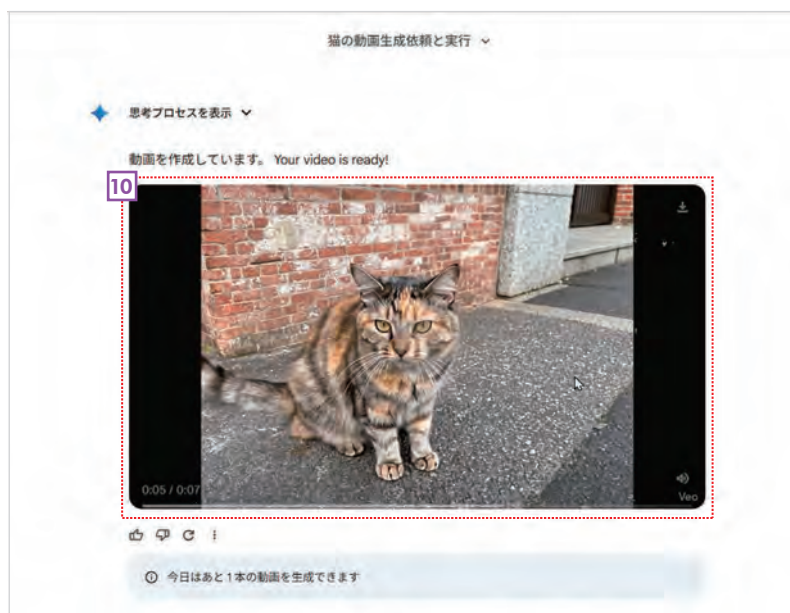 猫の動画生成依頼と実行
思考プロセスを表示
動画を作成しています。 Your video is ready!
10
0:05 / 0:07
Veo
今日はあと1本の動画を生成できます